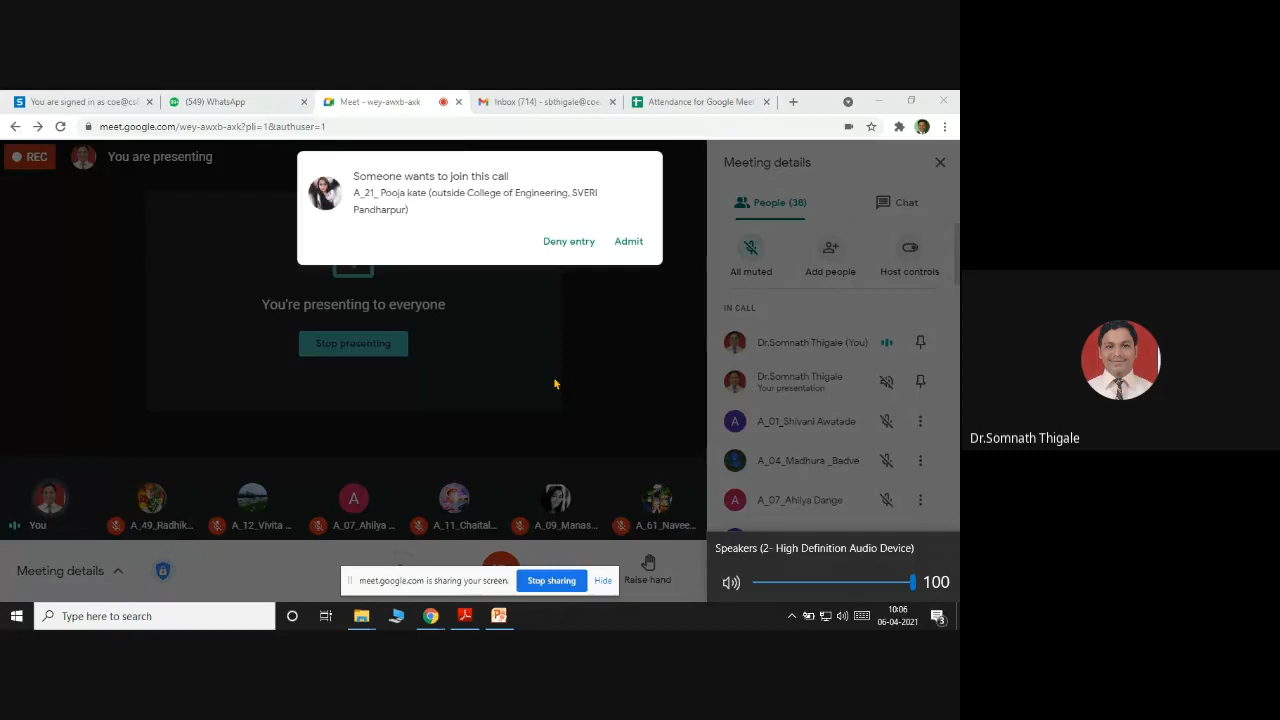 You are signed in as coe@csi
(549) WhatsApp
Meet - wey-awxb-axk
Inbox (714) - sbthigale@coe.
Attendance for Google Meet
meet.google.com/wey-awxb-axk?pli=1&authuser=1
REC
You are presenting
Someone wants to join this call
A_21_ Pooja kate (outside College of Engineering, SVERI
Pandharpur)
Deny entry
Admit
You're presenting to everyone
Stop presenting
Meeting details
People (38)
Chat
All muted
Add people
Host controls
IN CALL
Dr.Somnath Thigale (You)
Dr.Somnath Thigale
Your presentation
A_01_Shivani Awatade
A_04_Madhura _Badve
A
A_07_Ahilya Dange
A
You
A_49_Radhik...
A_12_Vivita ...
A_07_Ahilya ...
A_11_Chaital...
A_09_Manas...
A_61_Navee...
Speakers (2- High Definition Audio Device)
100
Meeting details
meet.google.com is sharing your screen.
Stop sharing
Hide
Raise hand
Type here to search
10:06
06-04-2021
3
Dr.Somnath Thigale